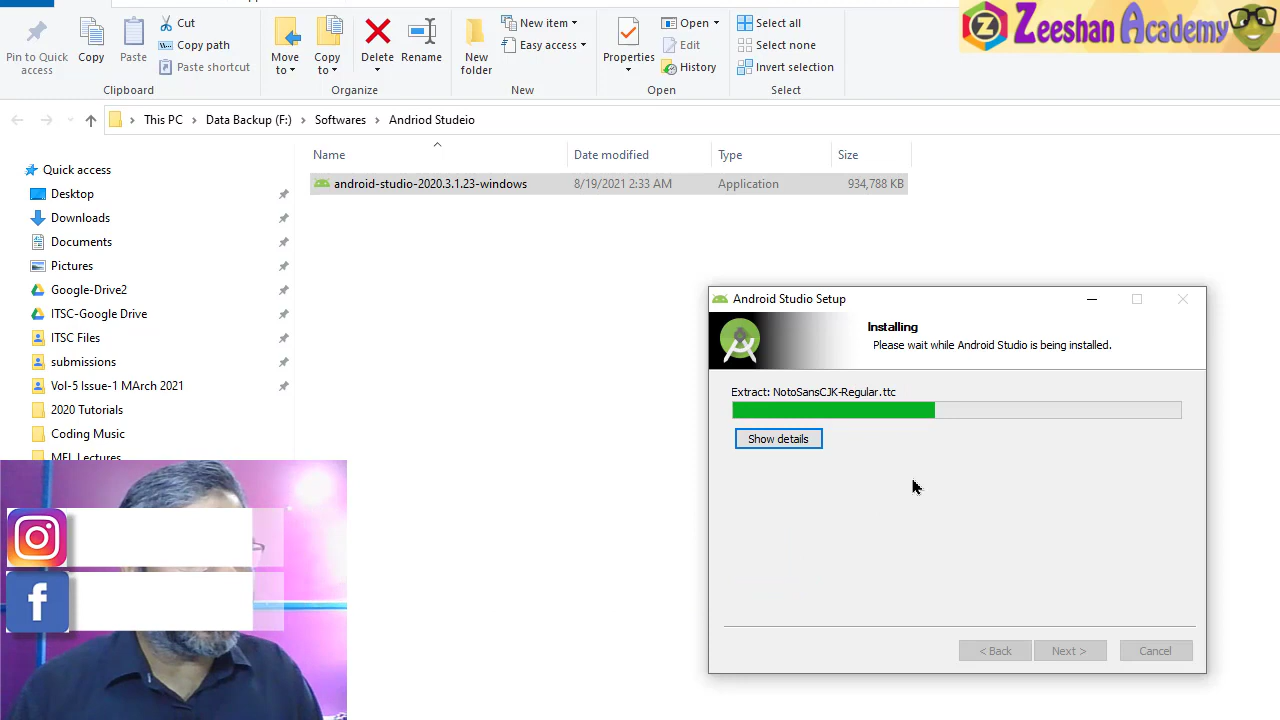 Zeeshan Academy
Pin to Quick access
Copy
Paste
Cut
Copy path
Paste shortcut
Clipboard
Move to
Copy to
Delete
Rename
Organize
New folder
New item
Easy access
New
Properties
Open
Edit
History
Open
Select all
Select none
Invert selection
Select
This PC > Data Backup (F:) > Softwares > Andriod Studeio
Name Date modified Type Size
android-studio-2020.3.1.23-windows 8/19/2021 2:33 AM Application 934,788 KB
Quick access
Desktop
Downloads
Documents
Pictures
Google-Drive2
ITSC-Google Drive
ITSC Files
submissions
Vol-5 Issue-1 MArch 2021
2020 Tutorials
Coding Music
MFL Lectures
Android Studio Setup
Installing
Please wait while Android Studio is being installed.
Extract: NotoSansCJK-Regular.ttc
Show details
< Back Next > Cancel